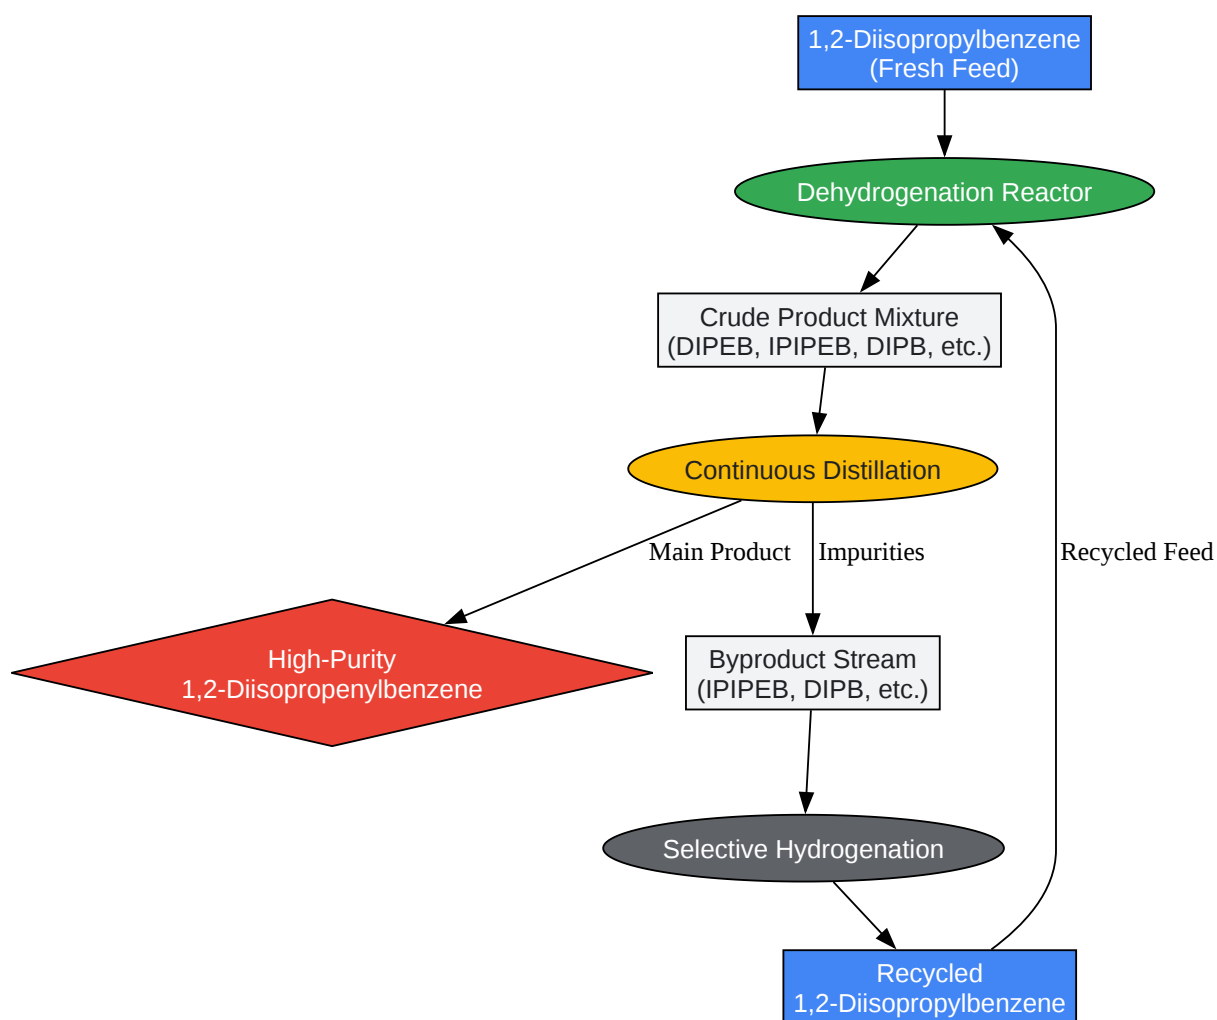 1,2-Diisopropylbenzene
(Fresh Feed)
Dehydrogenation Reactor
Crude Product Mixture
(DIPEB, IPIPEB, DIPB, etc.)
Continuous Distillation
Main Product
Impurities
Recycled Feed
High-Purity
1,2-Diisopropenylbenzene
Byproduct Stream
(IPIPEB, DIPB, etc.)
Selective Hydrogenation
Recycled
1,2-Diisopropylbenzene